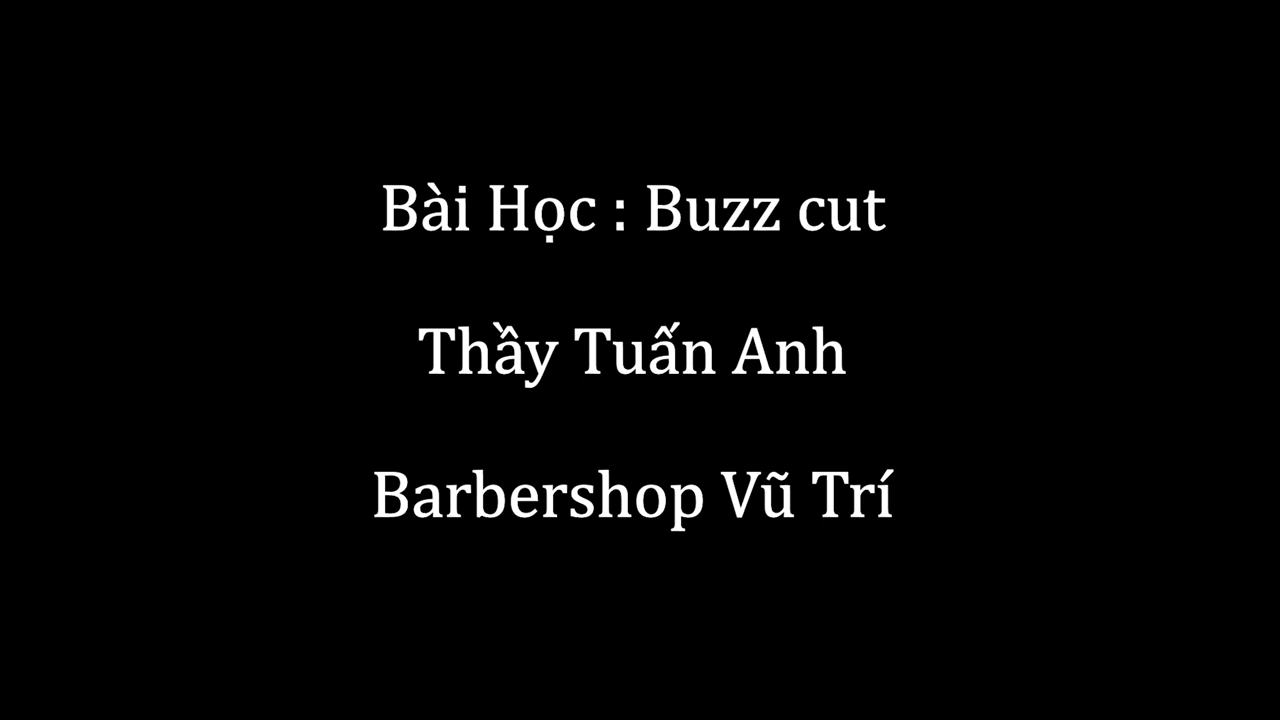 Bài Học : Buzz cut
Thầy Tuấn Anh
Barbershop Vũ Trí